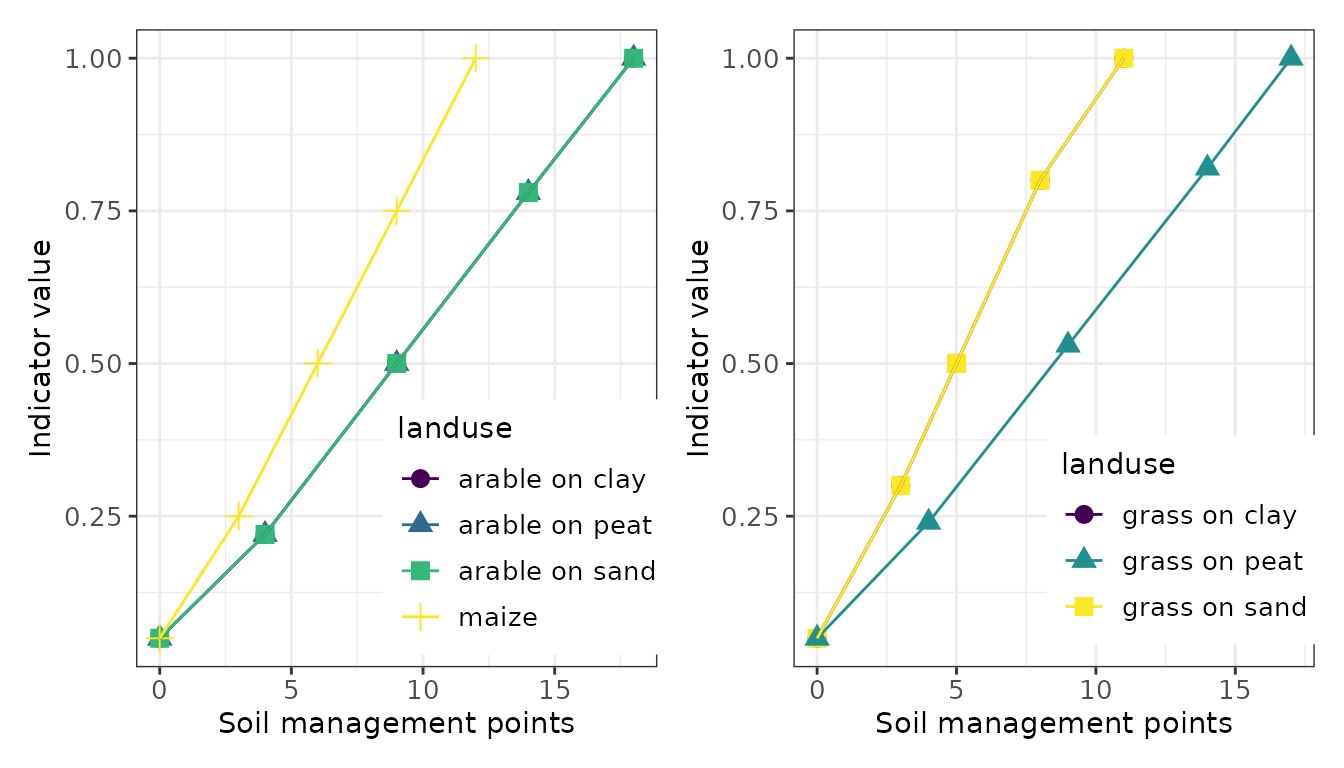 1.00
0.75
0.50
0.25
Indicator value
0 5 10 15
Soil management points
landuse
arable on clay
arable on peat
arable on sand
maize
1.00
0.75
0.50
0.25
Indicator value
0 5 10 15
Soil management points
landuse
grass on clay
grass on peat
grass on sand